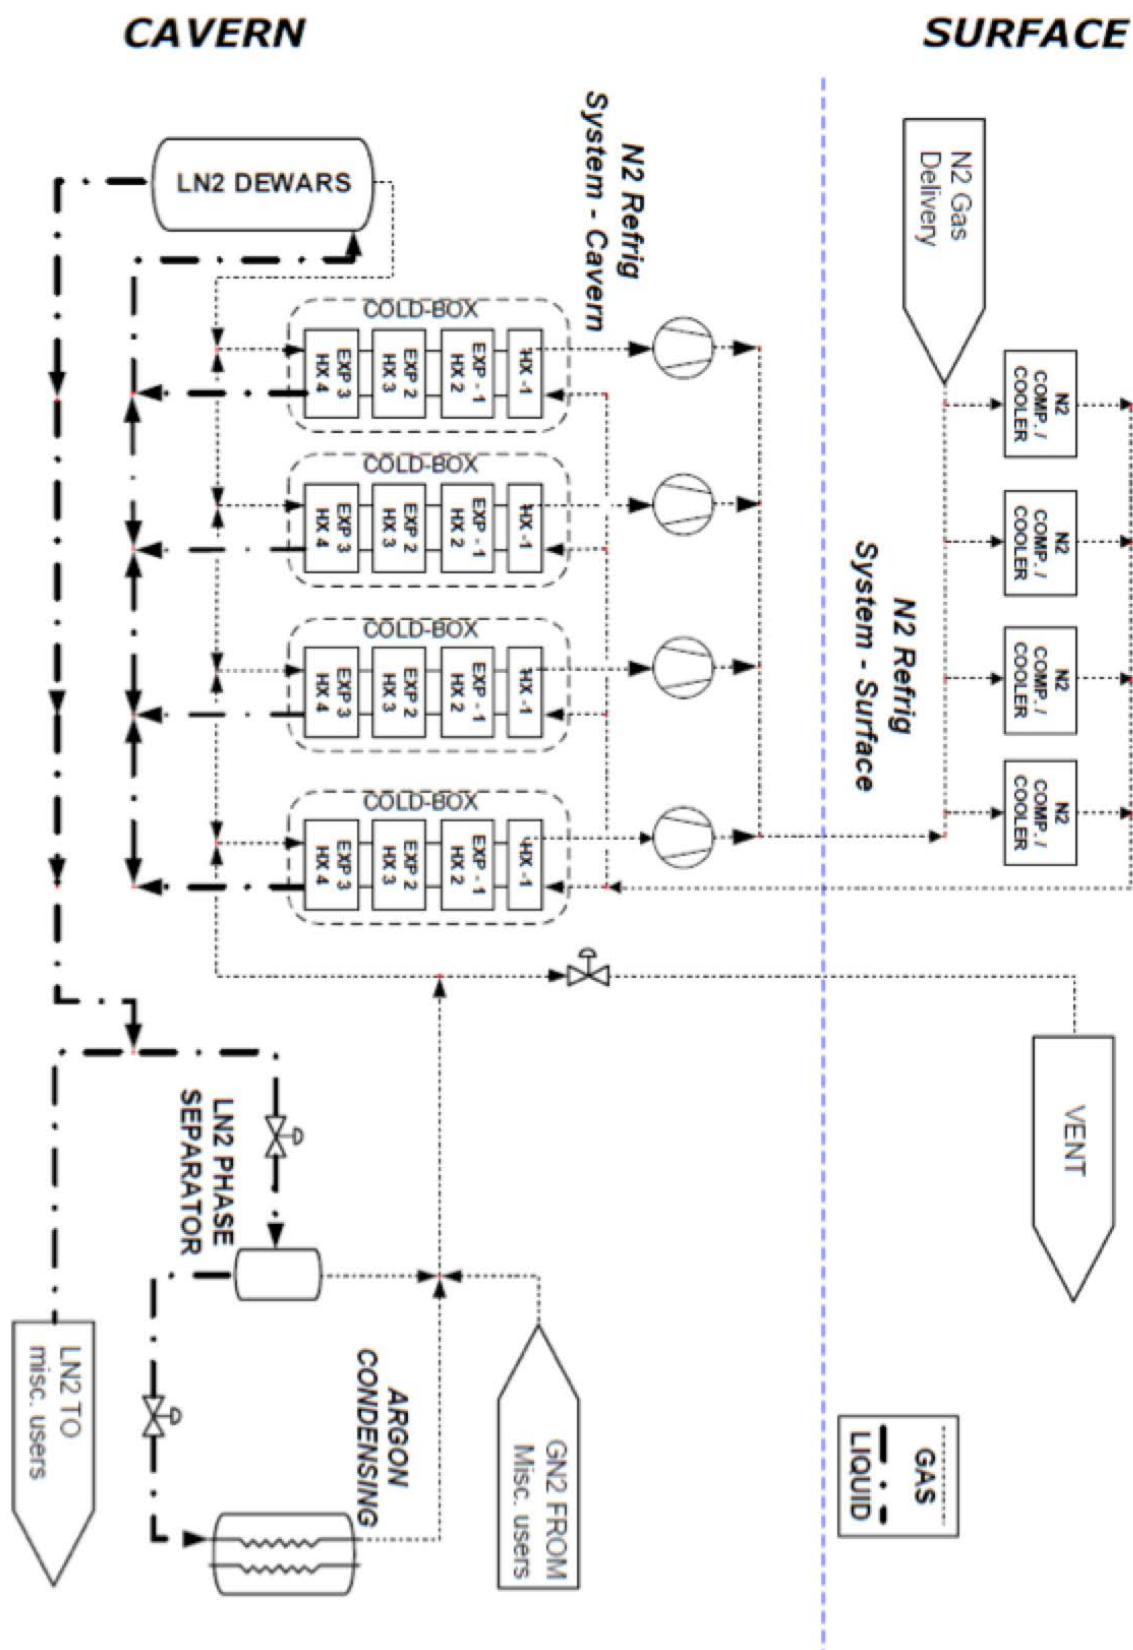 CAVERN
SURFACE
LN2 DEWARS
N2 Refrig
System - Cavern
N2 Gas
Delivery
COLD-BOX
HX -1
EXP - 1
HX 2
EXP 2
HX 3
EXP 3
HX 4
COLD-BOX
HX -1
EXP - 1
HX 2
EXP 2
HX 3
EXP 3
HX 4
COLD-BOX
HX -1
EXP - 1
HX 2
EXP 2
HX 3
EXP 3
HX 4
COLD-BOX
HX -1
EXP - 1
HX 2
EXP 2
HX 3
EXP 3
HX 4
N2
COMP. /
COOLER
N2
COMP. /
COOLER
N2
COMP. /
COOLER
N2
COMP. /
COOLER
N2 Refrig
System - Surface
VENT
LN2 PHASE
SEPARATOR
ARGON
CONDENSING
LN2 TO
misc. users
GN2 FROM
Misc. users
GAS
LIQUID